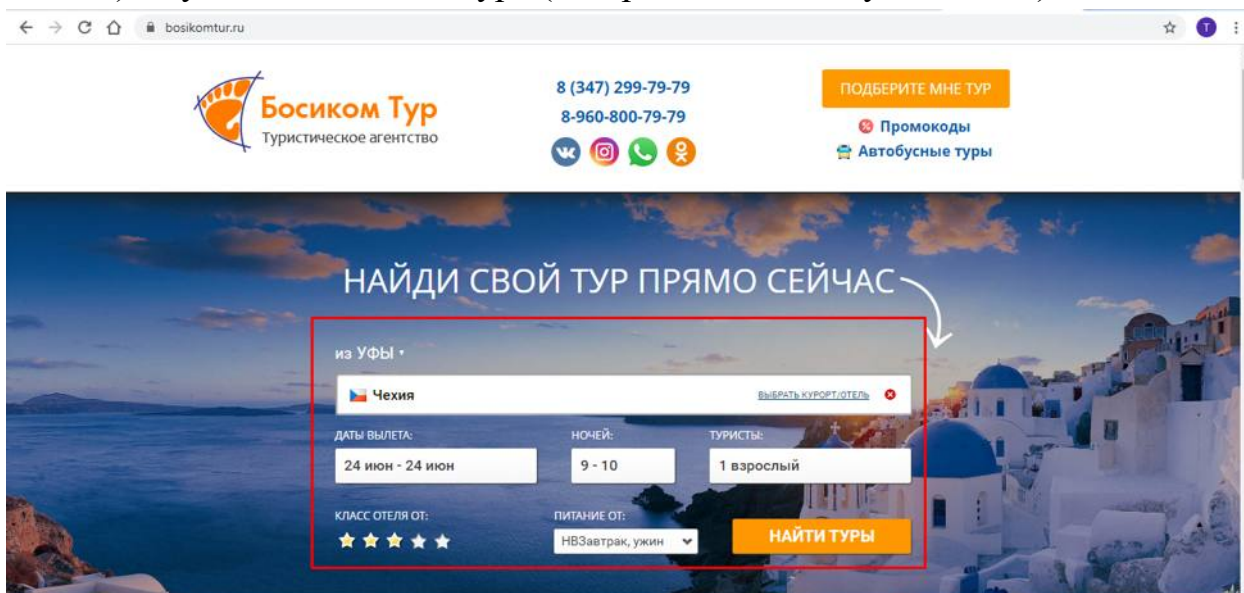 bosikomtur.ru
T
Босиком Тур
Туристическое агентство
8 (347) 299-79-79
8-960-800-79-79
ПОДБЕРИТЕ МНЕ ТУР
Промокоды
Автобусные туры
НАЙДИ СВОЙ ТУР ПРЯМО СЕЙЧАС
из УФЫ
Чехия
ВЫБРАТЬ КУРОРТ/ОТЕЛЬ
ДАТЫ ВЫЛЕТА:
НОЧЕЙ:
ТУРИСТЫ:
24 июн - 24 июн
9 - 10
1 взрослый
КЛАСС ОТЕЛЯ ОТ:
ПИТАНИЕ ОТ:
HBЗавтрак, ужин
НАЙТИ ТУРЫ